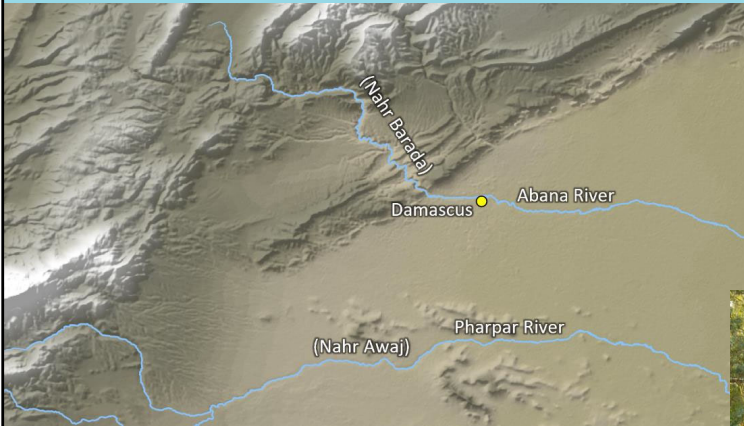 (Nahr Barada)
Abana River
Damascus
Pharpar River
(Nahr Awaj)